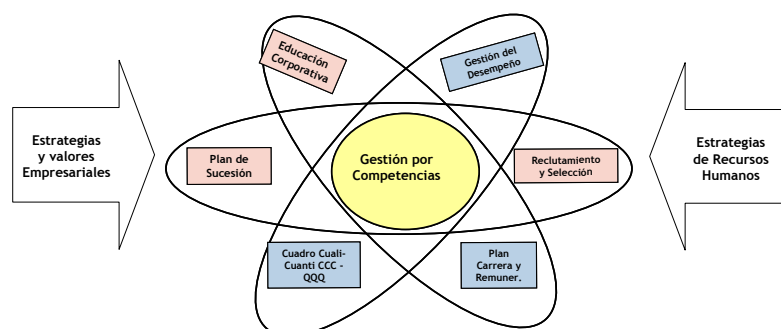 Educación
Corporativa
Gestión del
Desempeño
Estrategias
y valores
Empresariales
Plan de
Sucesión
Gestión por
Competencias
Reclutamiento
y Selección
Estrategias
de Recursos
Humanos
Cuadro Cuali-
Cuanti CCC -
QQQ
Plan
Carrera y
Remuner.